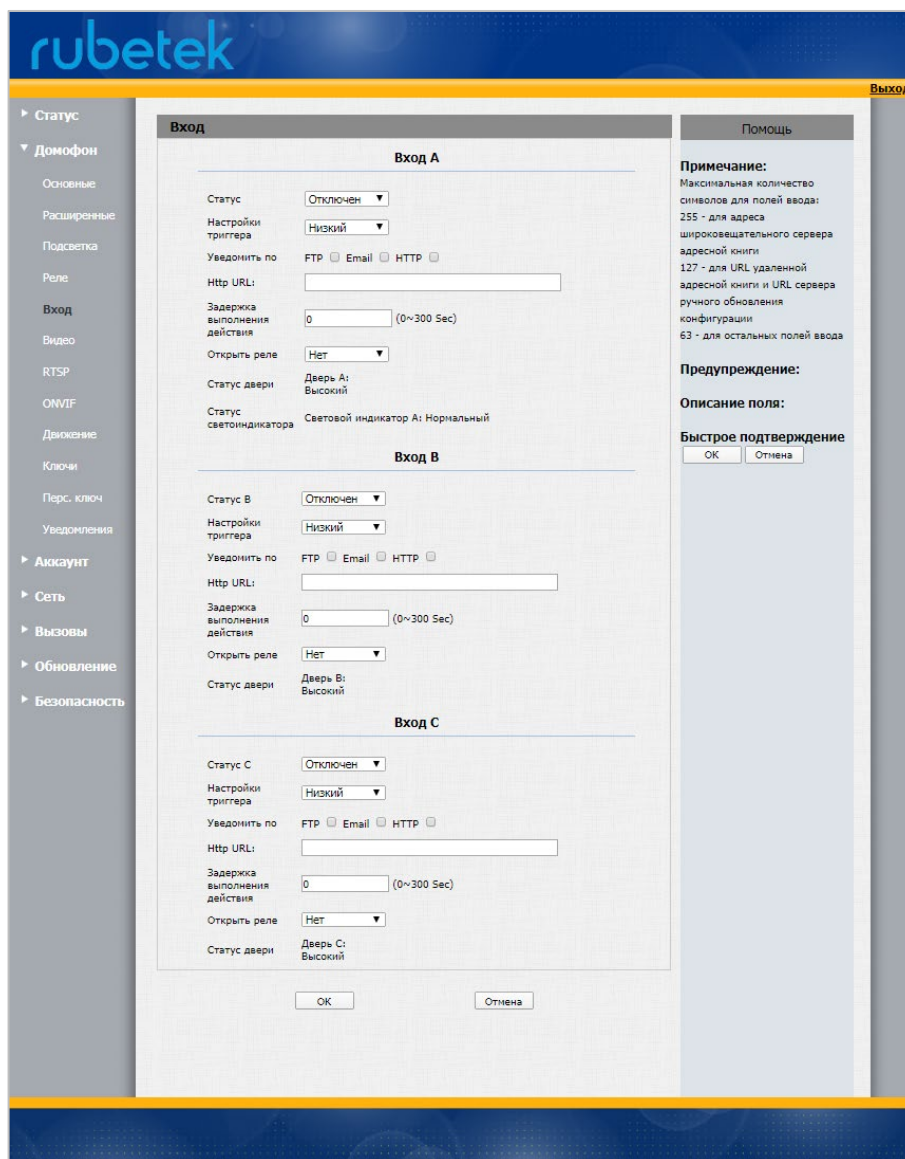 rubetek
Выход
Статус
Домофон
Основные
Расширенные
Подсветка
Реле
Вход
Видео
RTSP
ONVIF
Движение
Ключи
Перс. ключ
Уведомления
Аккаунт
Сеть
Вызовы
Обновление
Безопасность
Вход
Вход A
Статус Отключен
Настройки
триггера Низкий
Уведомить по FTP Email HTTP
Http URL:
Задержка
выполнения
действия 0 (0~300 Sec)
Открыть реле Нет
Статус двери Дверь A:
Высокий
Статус
светоиндикатора Световой индикатор A: Нормальный
Вход B
Статус B Отключен
Настройки
триггера Низкий
Уведомить по FTP Email HTTP
Http URL:
Задержка
выполнения
действия 0 (0~300 Sec)
Открыть реле Нет
Статус двери Дверь B:
Высокий
Вход C
Статус C Отключен
Настройки
триггера Низкий
Уведомить по FTP Email HTTP
Http URL:
Задержка
выполнения
действия 0 (0~300 Sec)
Открыть реле Нет
Статус двери Дверь C:
Высокий
OK Отмена
Помощь
Примечание:
Максимальная количество
символов для полей ввода:
255 - для адреса
широковещательного сервера
адресной книги
127 - для URL удаленной
адресной книги и URL сервера
ручного обновления
конфигурации
63 - для остальных полей ввода
Предупреждение:
Описание поля:
Быстрое подтверждение
OK Отмена